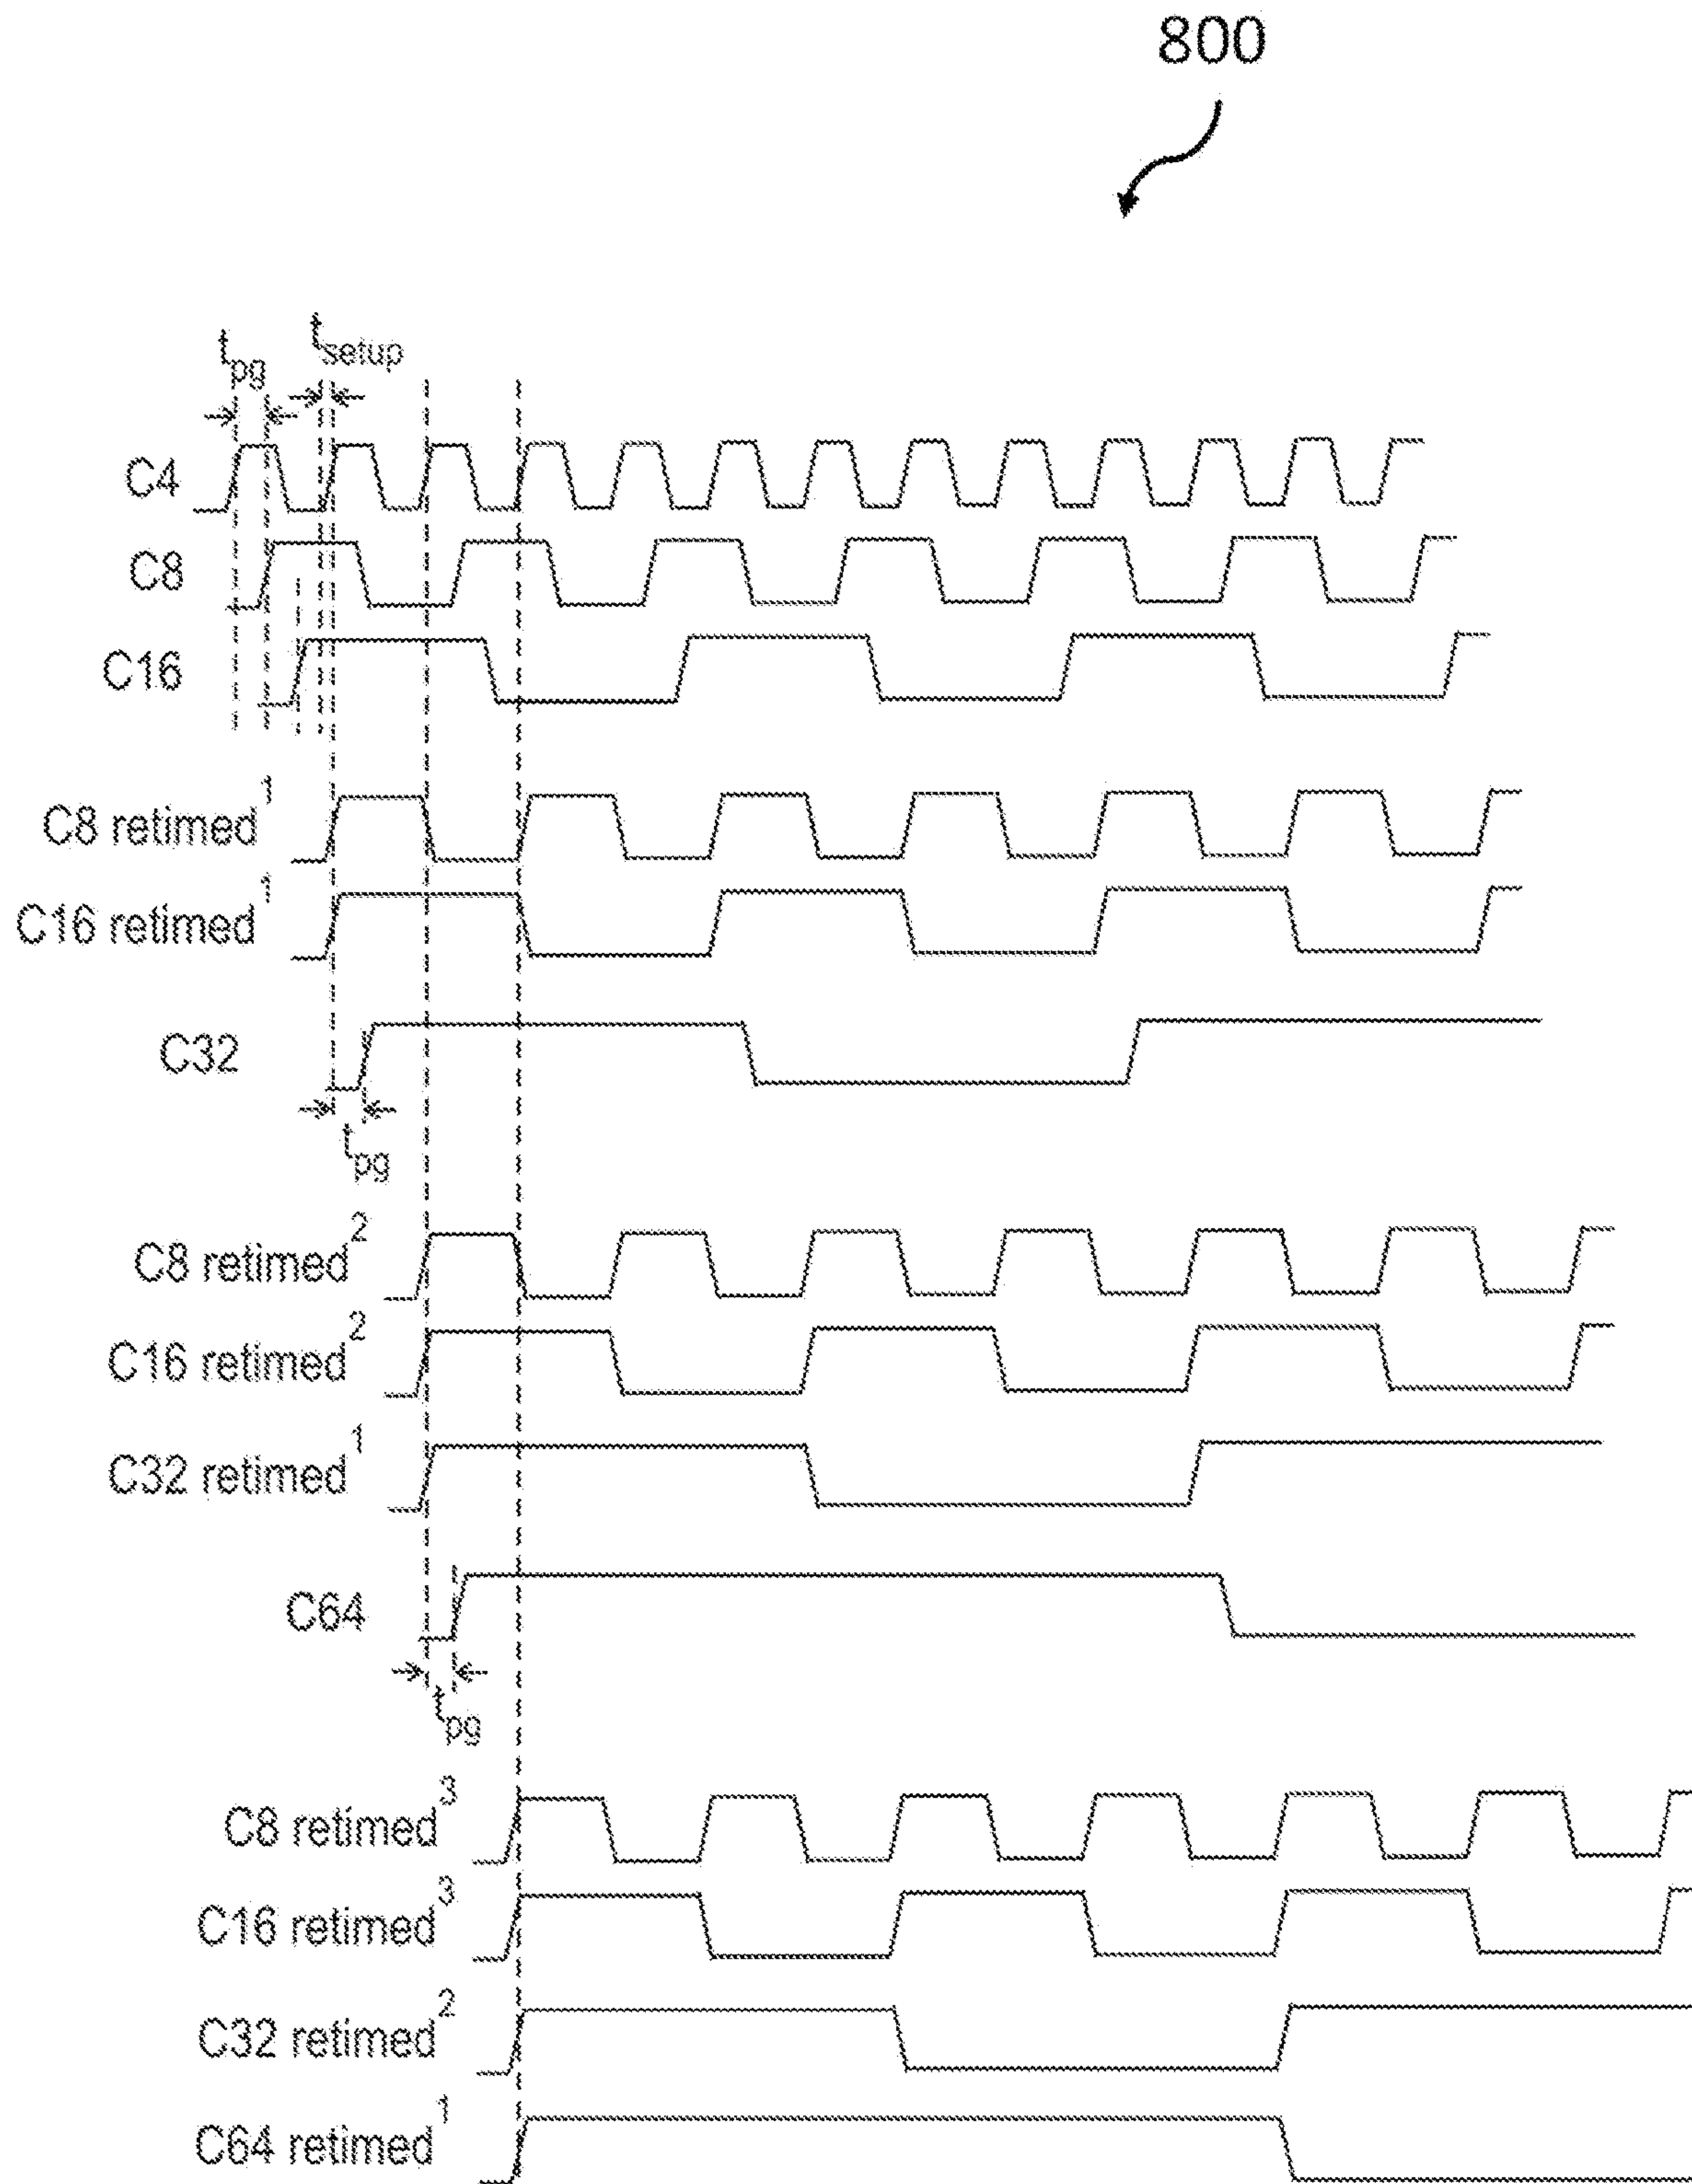 800
tpg
tsetup
C4
C8
C16
C8 retimed1
C16 retimed1
C32
tpg
C8 retimed2
C16 retimed2
C32 retimed1
C64
tpg
C8 retimed3
C16 retimed3
C32 retimed2
C64 retimed1